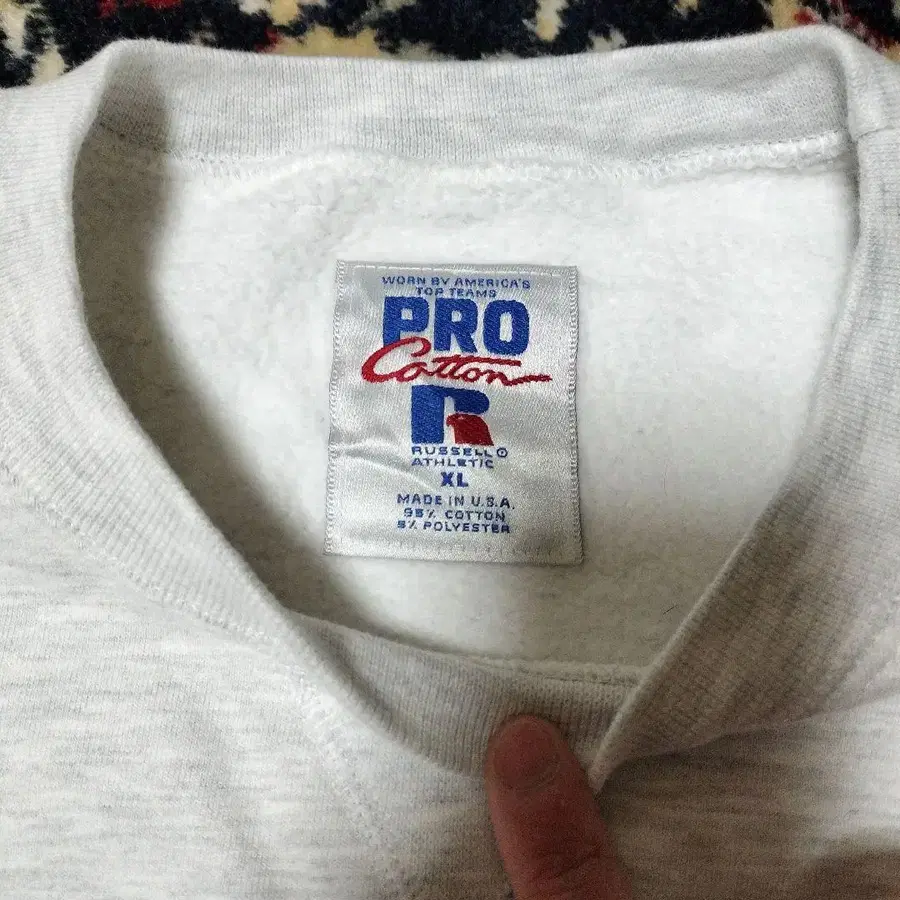 WORN BY AMERICA'S
TOP TEAMS
PRO
Cotton
R
RUSSELL®
ATHLETIC
XL
MADE IN U.S.A.
95% COTTON
5% POLYESTER